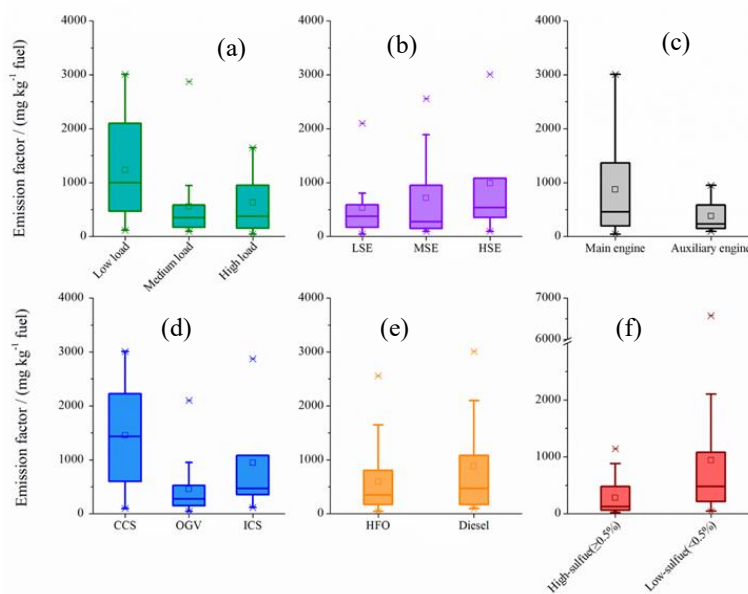 (a)
(b)
(c)
Emission factor / (mg kg⁻¹ fuel)
4000
3000
2000
1000
0
Low load
Medium load
High load
4000
3000
2000
1000
0
LSE
MSE
HSE
4000
3000
2000
1000
0
Main engine
Auxiliary engine
(d)
(e)
(f)
Emission factor / (mg kg⁻¹ fuel)
4000
3000
2000
1000
0
CCS
OGV
ICS
4000
3000
2000
1000
0
HFO
Diesel
7000
6000
2000
1000
0
High-sulfue(≥0.5%)
Low-sulfue(<0.5%)